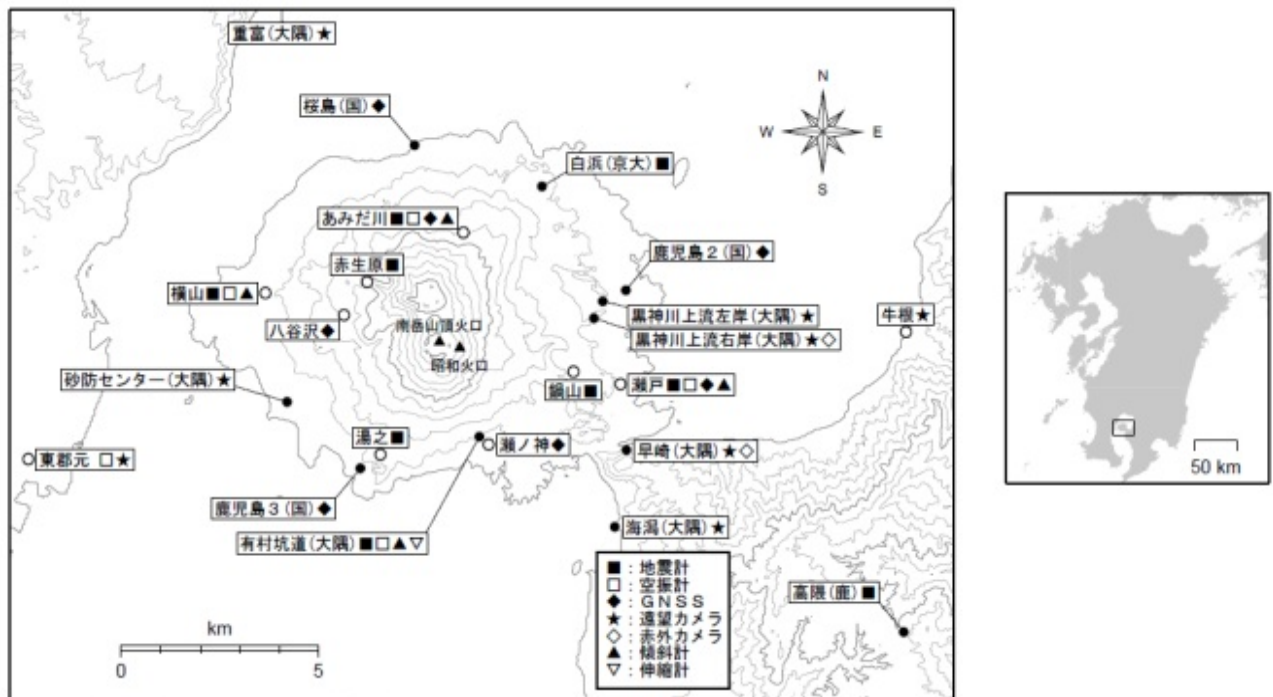 重富(大隅)★
桜島(国)◆
N
W
E
S
白浜(京大)■
あみだ川■□◆▲
鹿児島2(国)◆
赤生原■
横山■□▲
黒神川上流左岸(大隅)★
牛根★
八谷沢◆
南岳山頂火口
黒神川上流右岸(大隅)★◇
昭和火口
砂防センター(大隅)★
鍋山■
瀬戸■□◆▲
湯之■
瀬ノ神◆
早崎(大隅)★◇
東郡元 □★
鹿児島3(国)◆
海潟(大隅)★
有村坑道(大隅)■□▲▽
■:地震計
□:空振計
◆:GNSS
★:遠望カメラ
◇:赤外カメラ
▲:傾斜計
▽:伸縮計
高隈(鹿)■
km
0
5
50 km